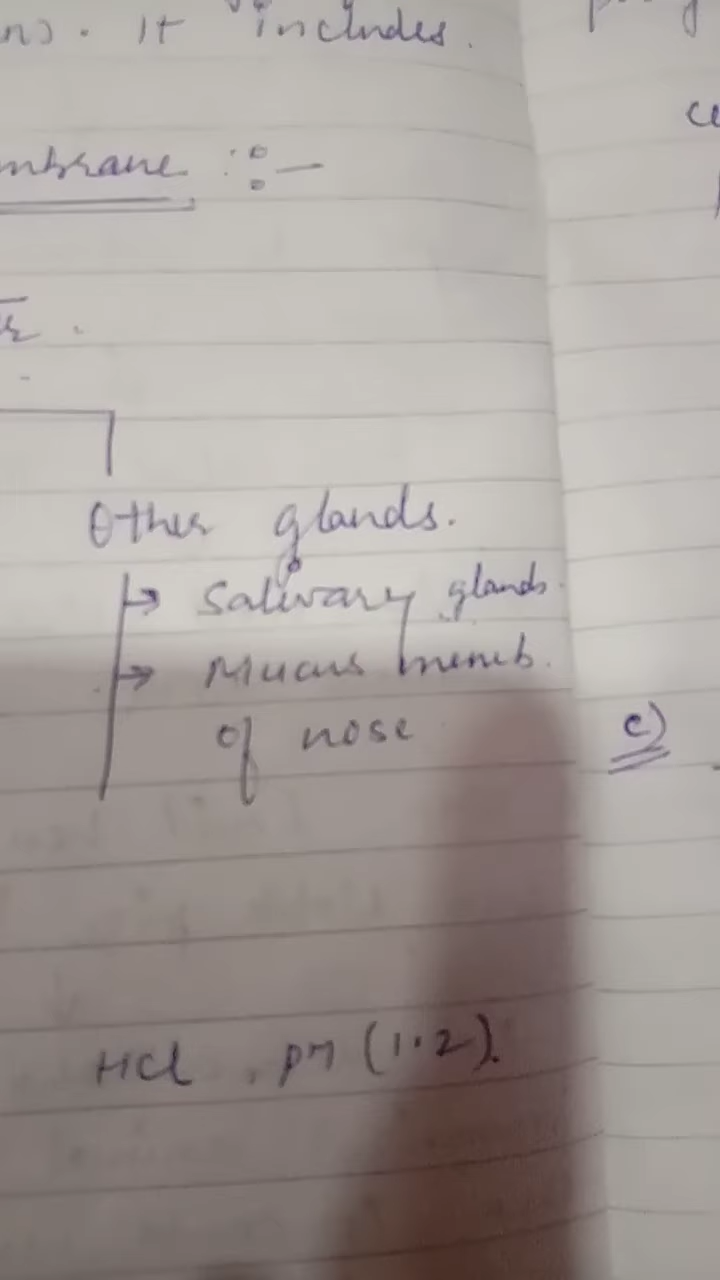 . It includes.
mbrane :-
Other glands.
→ Salivary glands.
→ Mucus memb.
of nose
c)
HCl , pH (1.2).